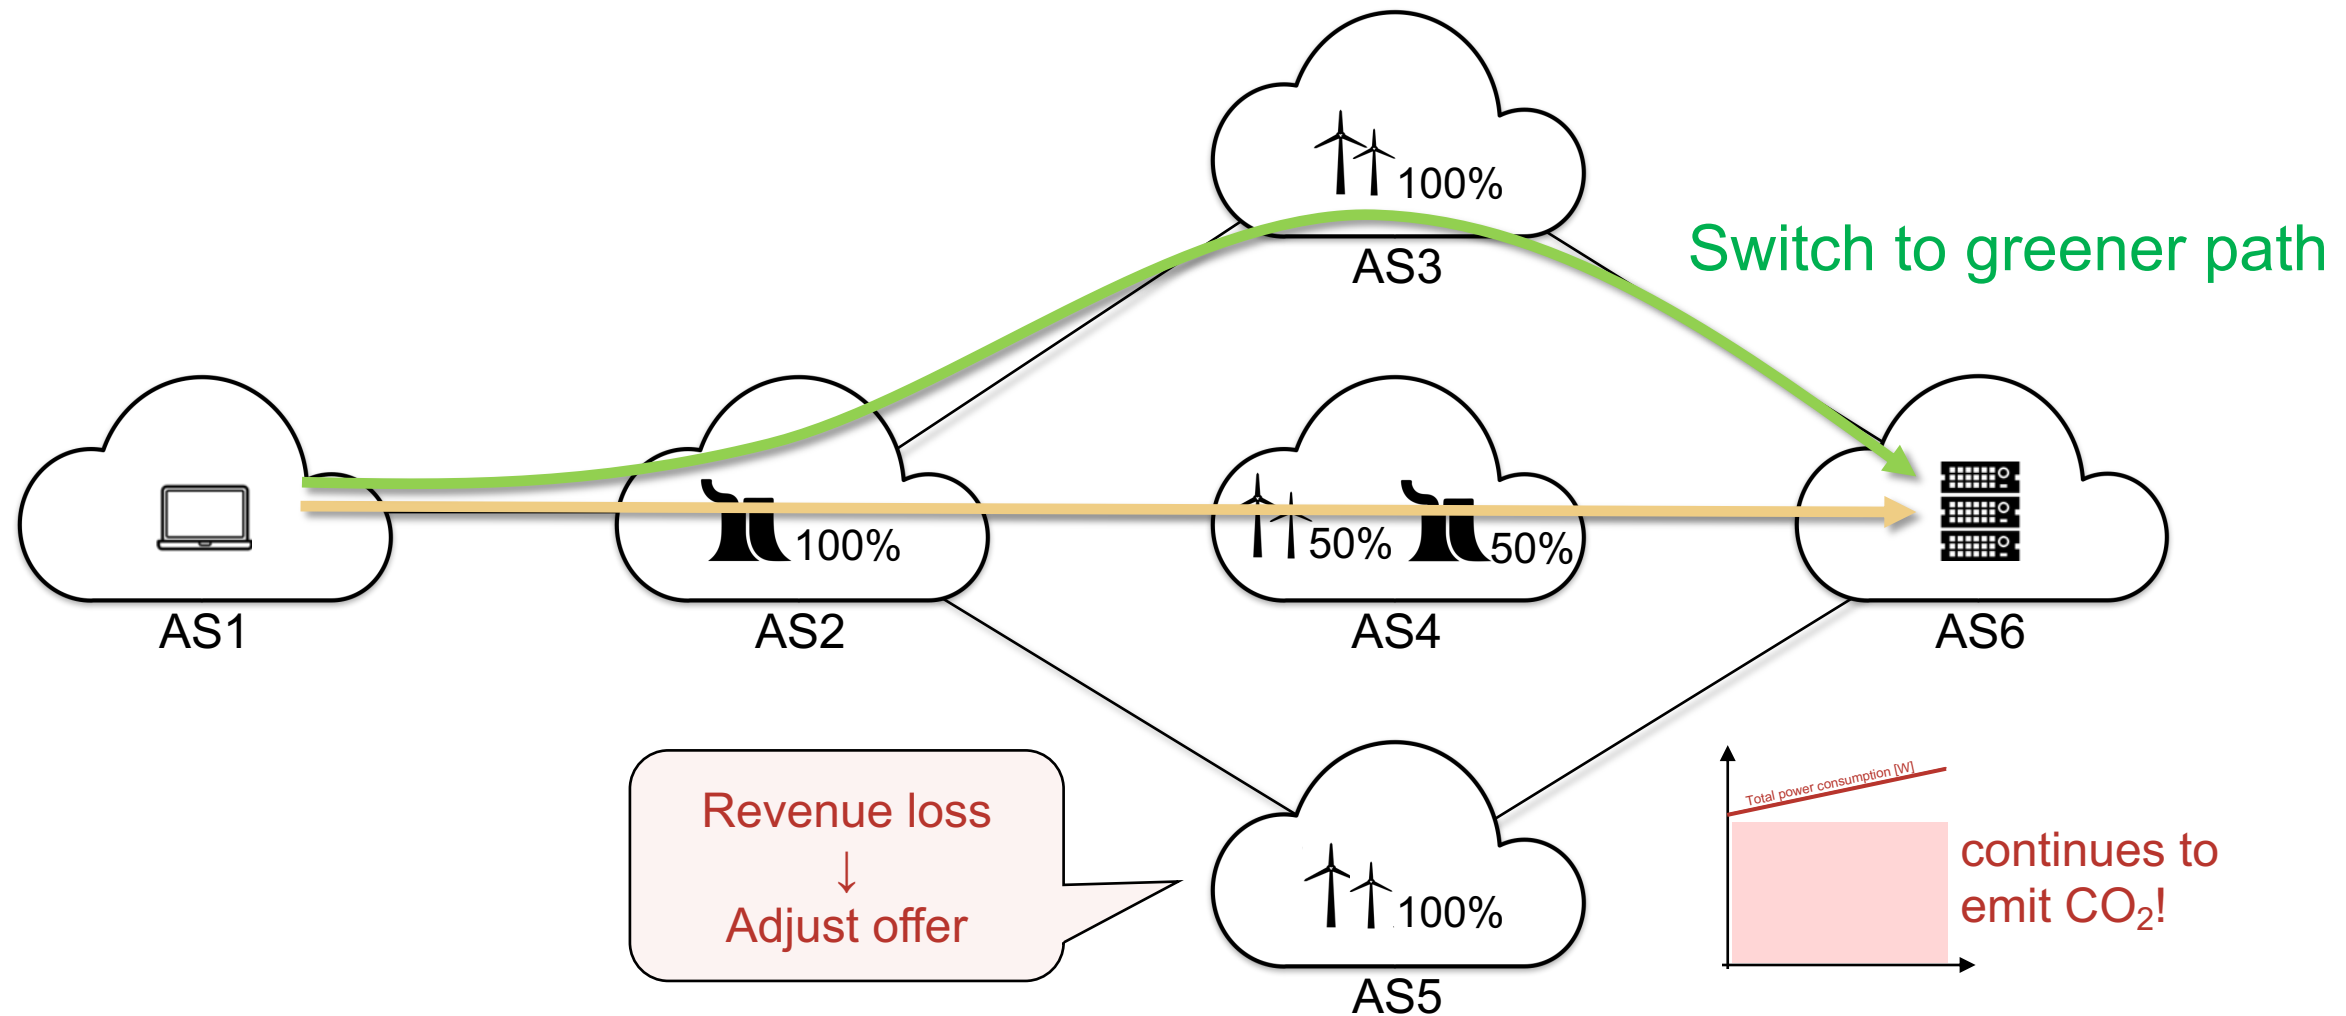 100%
AS3
Switch to greener path
100%
50%
50%
AS1
AS2
AS4
AS6
Revenue loss
↓
Adjust offer
100%
AS5
Total power consumption [W]
continues to
emit CO₂!